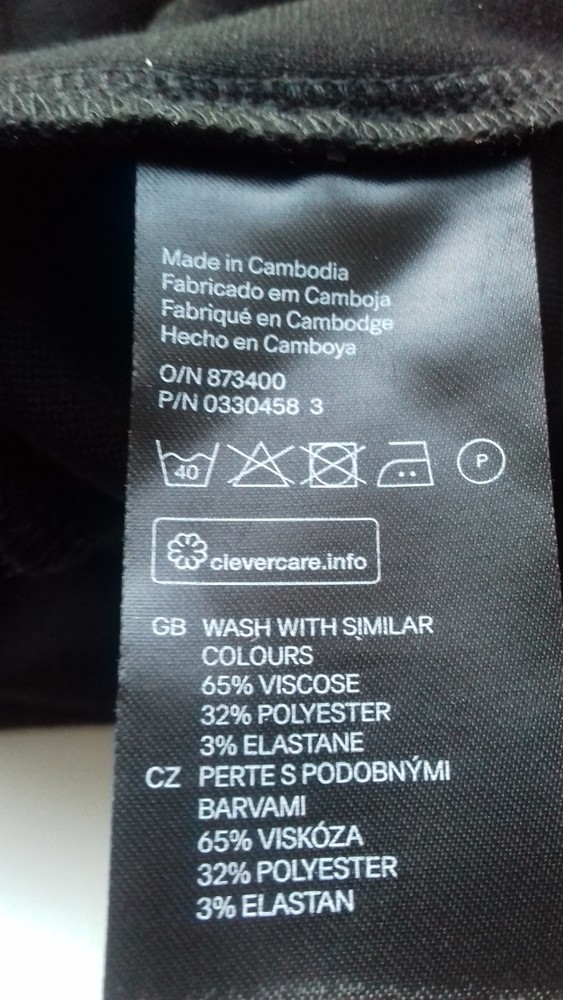 Made in Cambodia
Fabricado em Camboja
Fabriqué en Cambodge
Hecho en Camboya
O/N 873400
P/N 0330458 3
40
P
clevercare.info
GB WASH WITH SIMILAR
COLOURS
65% VISCOSE
32% POLYESTER
3% ELASTANE
CZ PERTE S PODOBNÝMI
BARVAMI
65% VISKÓZA
32% POLYESTER
3% ELASTAN